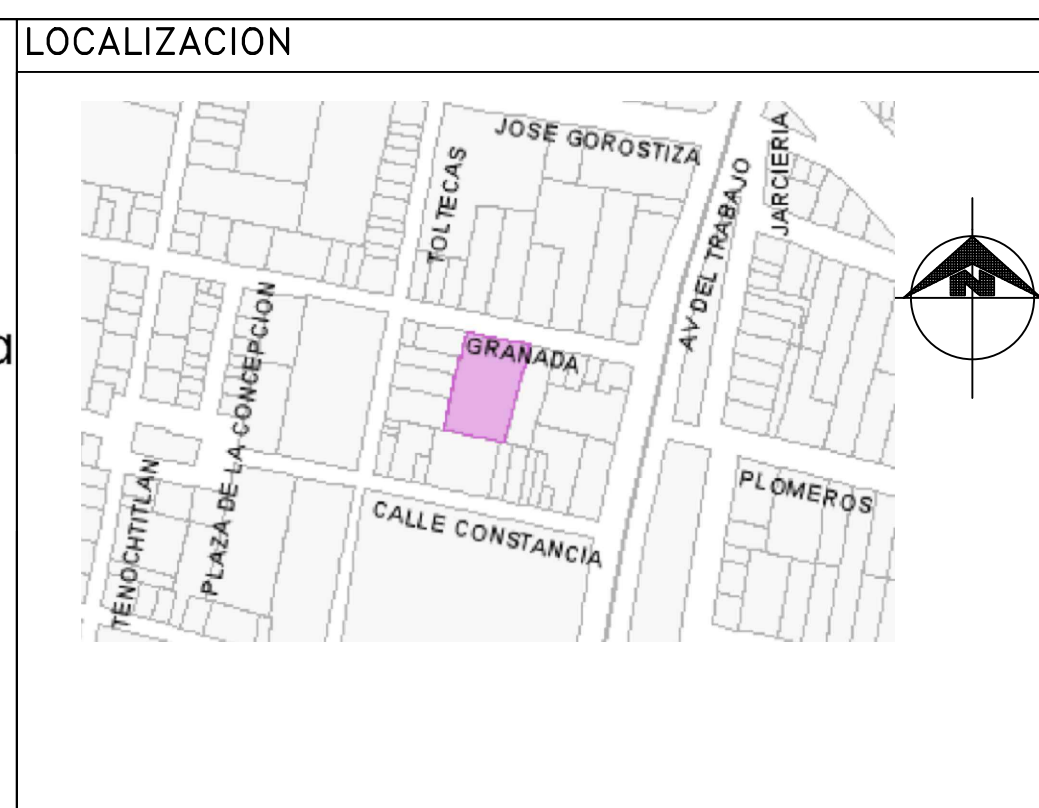 LOCALIZACION
JOSE GOROSTIZA
TOLTECAS
AV DEL TRABAJO
JARCIERIA
N
a
GRANADA
PLAZA DE LA CONCEPCION
TENOCHTITLAN
CALLE CONSTANCIA
PLOMEROS